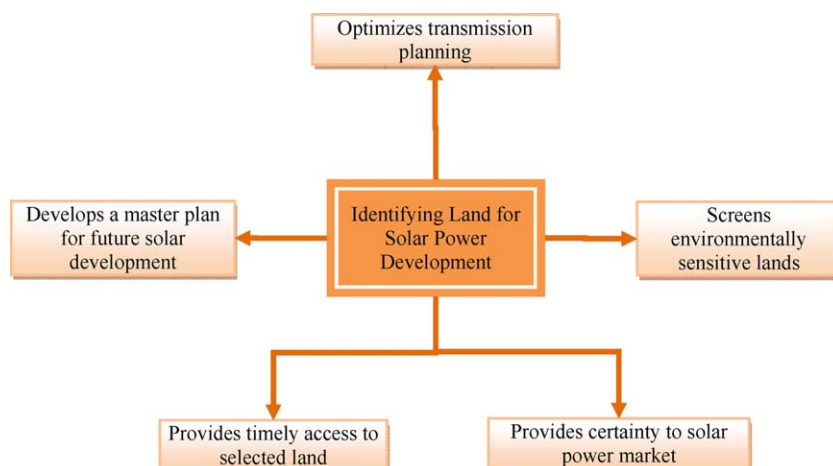 Optimizes transmission
planning
Develops a master plan
for future solar
development
Identifying Land for
Solar Power
Development
Screens
environmentally
sensitive lands
Provides timely access to
selected land
Provides certainty to solar
power market